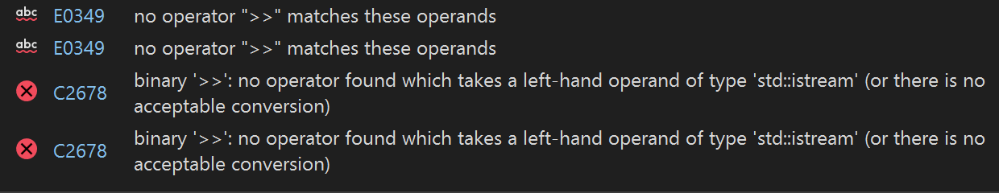 abc E0349 no operator ">>" matches these operands
abc E0349 no operator ">>" matches these operands
binary '>>': no operator found which takes a left-hand operand of type 'std::istream' (or there is no
C2678
acceptable conversion)
binary '>>': no operator found which takes a left-hand operand of type 'std::istream' (or there is no
C2678
acceptable conversion)